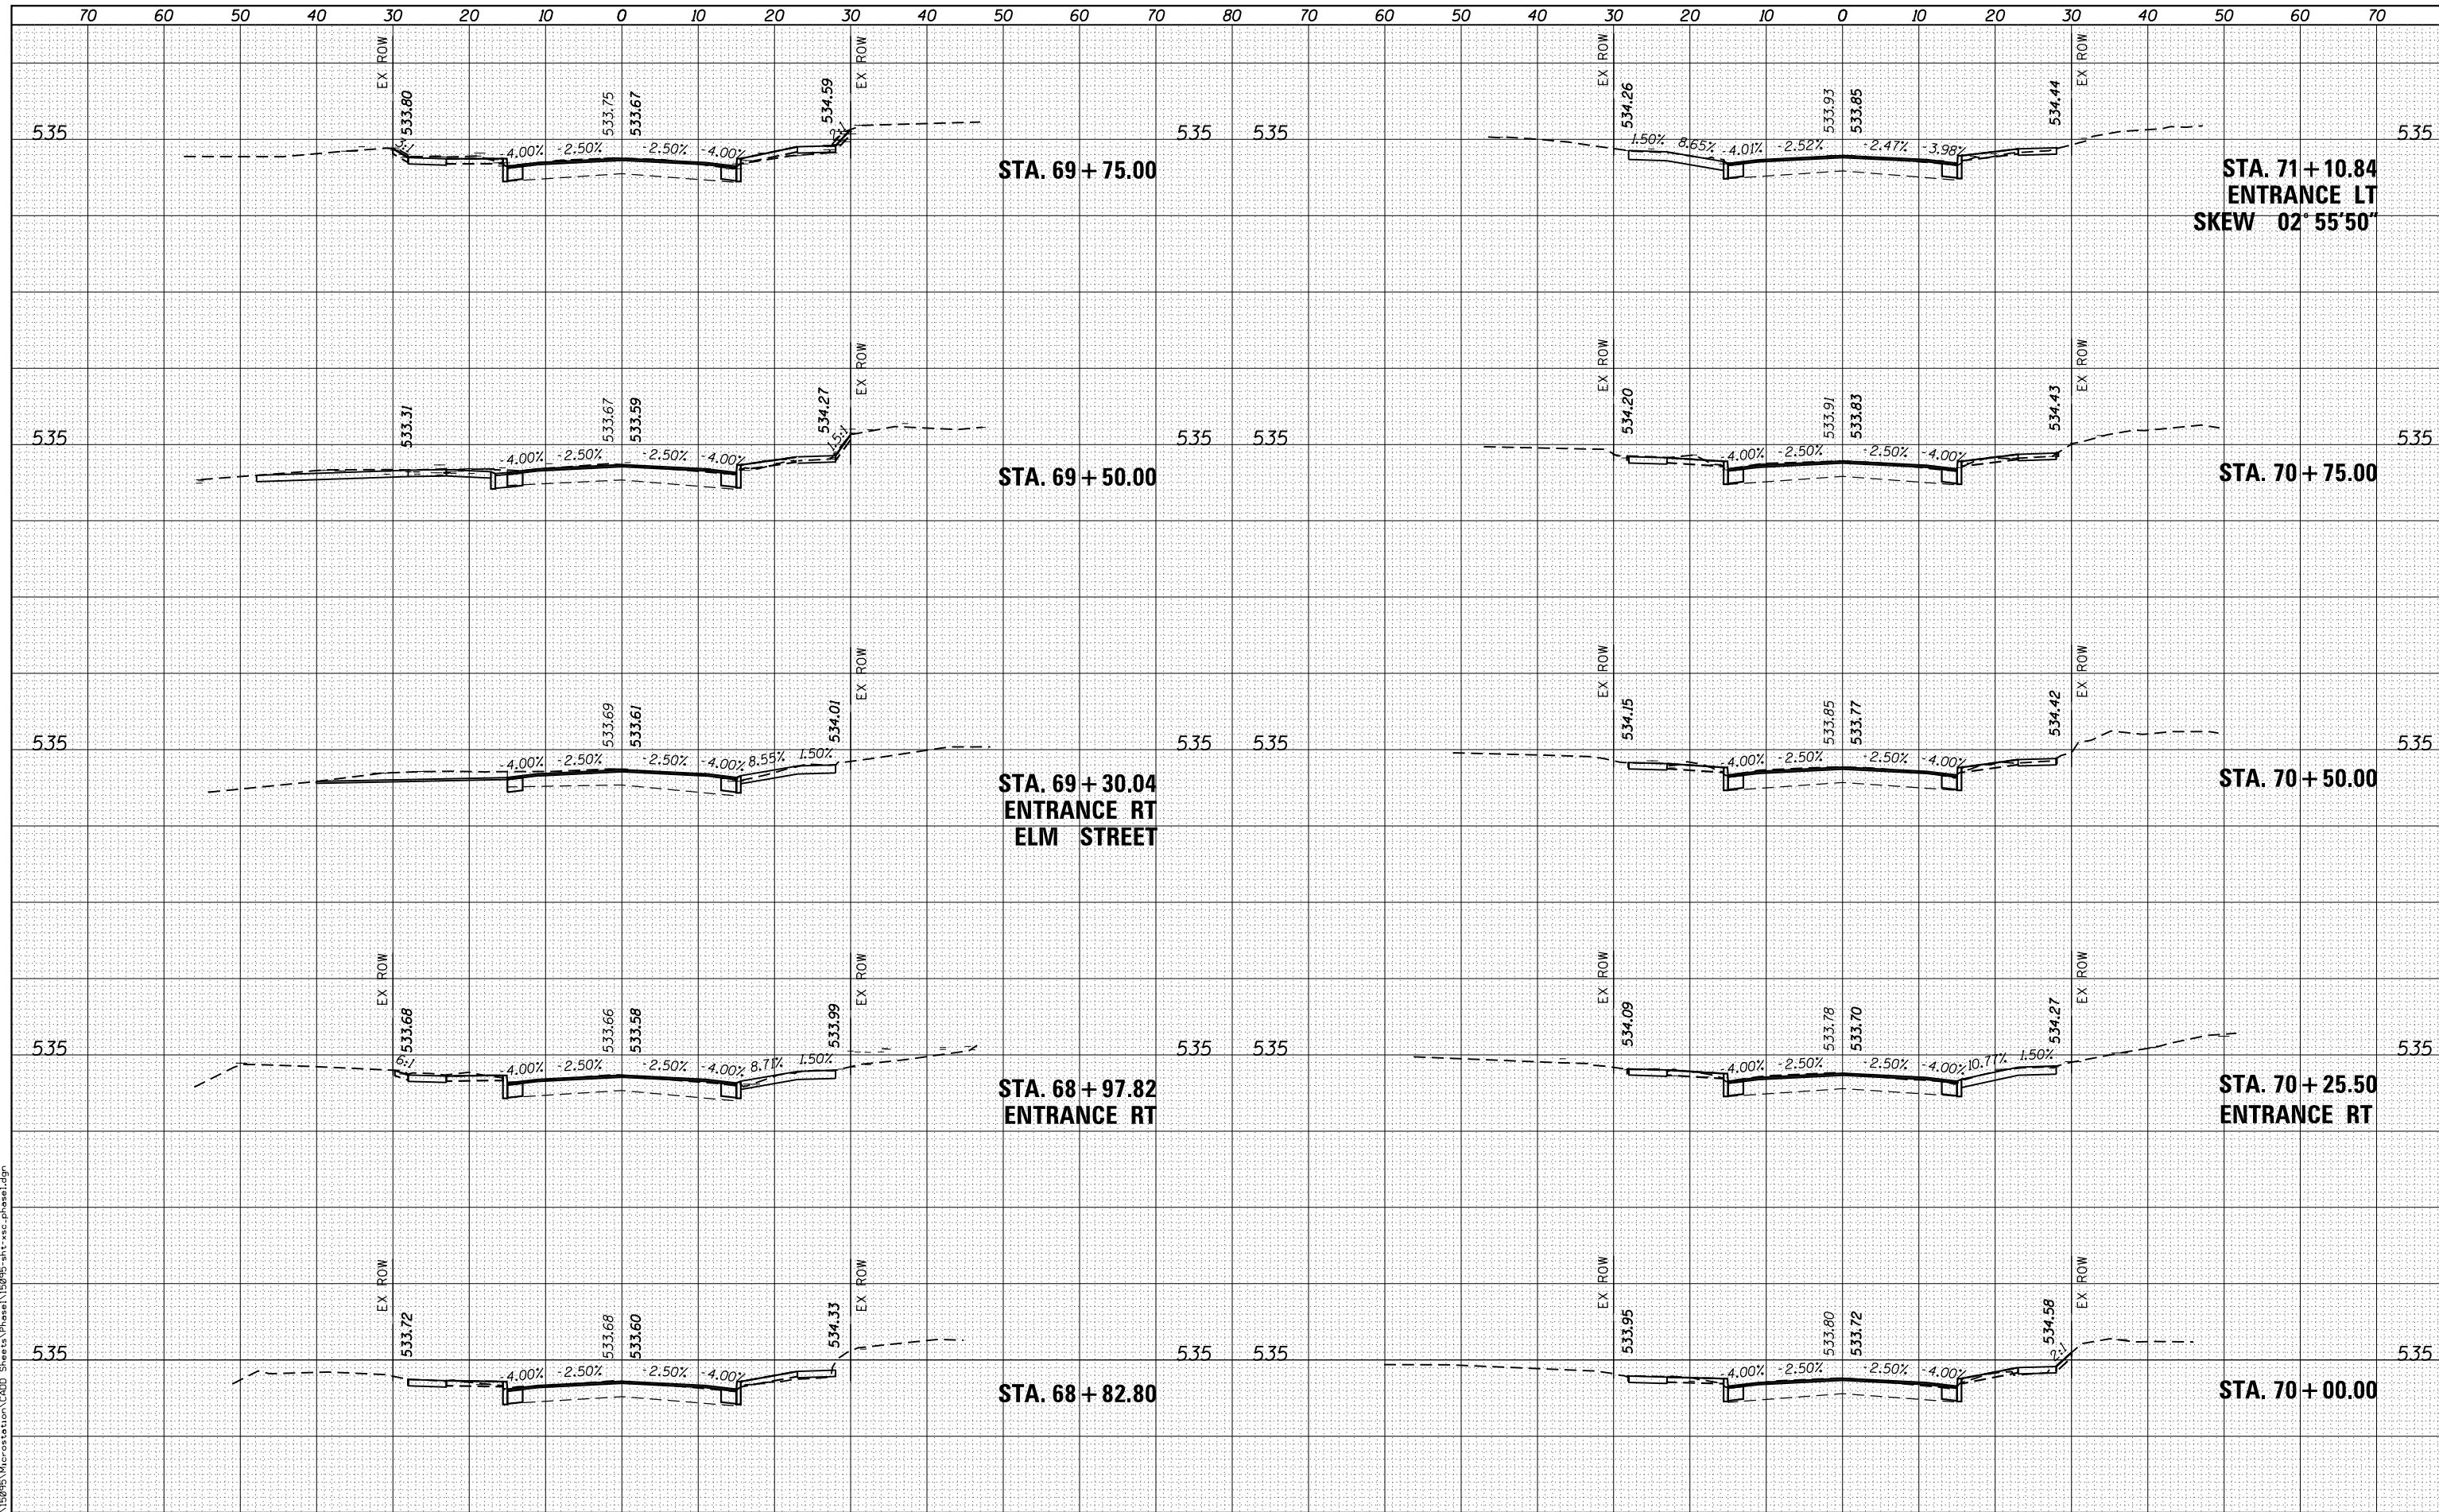 70 60 50 40 30 20 10 0 10 20 30 40 50 60 70 70 60 50 40 30 20 10 0 10 20 30 40 50 60 70
EX ROW 533.80 533.75 533.67 534.59 EX ROW
535 3:1 -4.00% -2.50% -2.50% -4.00% 535
STA. 69+75.00
EX ROW 534.26 533.93 533.85 534.44 EX ROW
535 1.50% 8.65% -4.01% -2.52% -2.47% -3.98% 535
STA. 71+10.84
ENTRANCE LT
SKEW 02°55'50"
533.31 533.67 533.59 534.27 EX ROW
535 -4.00% -2.50% -2.50% -4.00% 1.5:1 535
STA. 69+50.00
EX ROW 534.20 533.91 533.83 534.43 EX ROW
535 -4.00% -2.50% -2.50% -4.00% 535
STA. 70+75.00
533.69 533.61 534.01 EX ROW
535 -4.00% -2.50% -2.50% -4.00% 8.55% 1.50% 535
STA. 69+30.04
ENTRANCE RT
ELM STREET
EX ROW 534.15 533.85 533.77 534.42 EX ROW
535 -4.00% -2.50% -2.50% -4.00% 535
STA. 70+50.00
EX ROW 533.68 533.66 533.58 533.99 EX ROW
535 6:1 -4.00% -2.50% -2.50% -4.00% 8.71% 1.50% 535
STA. 68+97.82
ENTRANCE RT
EX ROW 534.09 533.78 533.70 534.27 EX ROW
535 -4.00% -2.50% -2.50% -4.00% 10.77% 1.50% 535
STA. 70+25.50
ENTRANCE RT
EX ROW 533.72 533.68 533.60 534.33 EX ROW
535 -4.00% -2.50% -2.50% -4.00% 535
STA. 68+82.80
EX ROW 533.95 533.80 533.72 534.58 EX ROW
535 -4.00% -2.50% -2.50% -4.00% 2:1 535
STA. 70+00.00